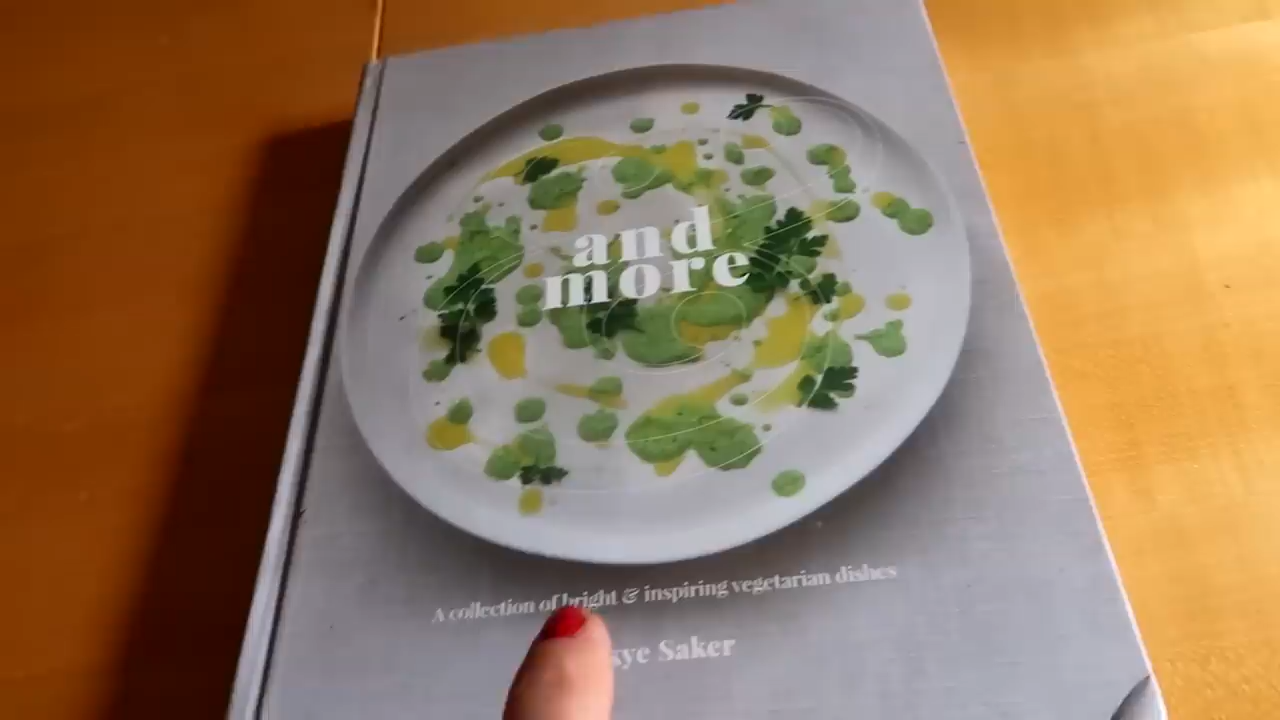 and
more
A collection of bright & inspiring vegetarian dishes
Saker